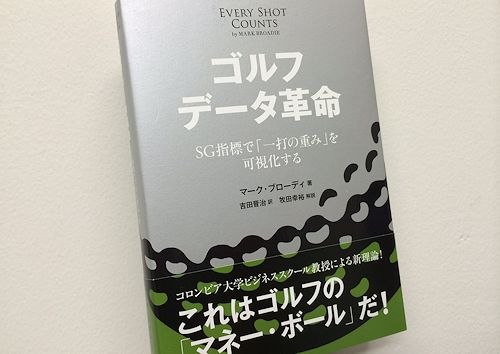 EVERY SHOT
COUNTS
by MARK BROADIE
ゴルフ
データ革命
SG指標で「一打の重み」を
可視化する
マーク・ブローディ 著
吉田晋治 訳 牧田幸裕 解説
コロンビア大学ビジネススクール教授による新理論！
これはゴルフの
「マネー・ボール」だ！